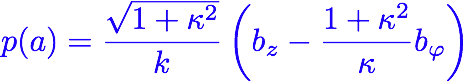 $p(a) = \frac{\sqrt{1+\kappa^2}}{k} \left( b_z - \frac{1+\kappa^2}{\kappa} b_\varphi \right)$